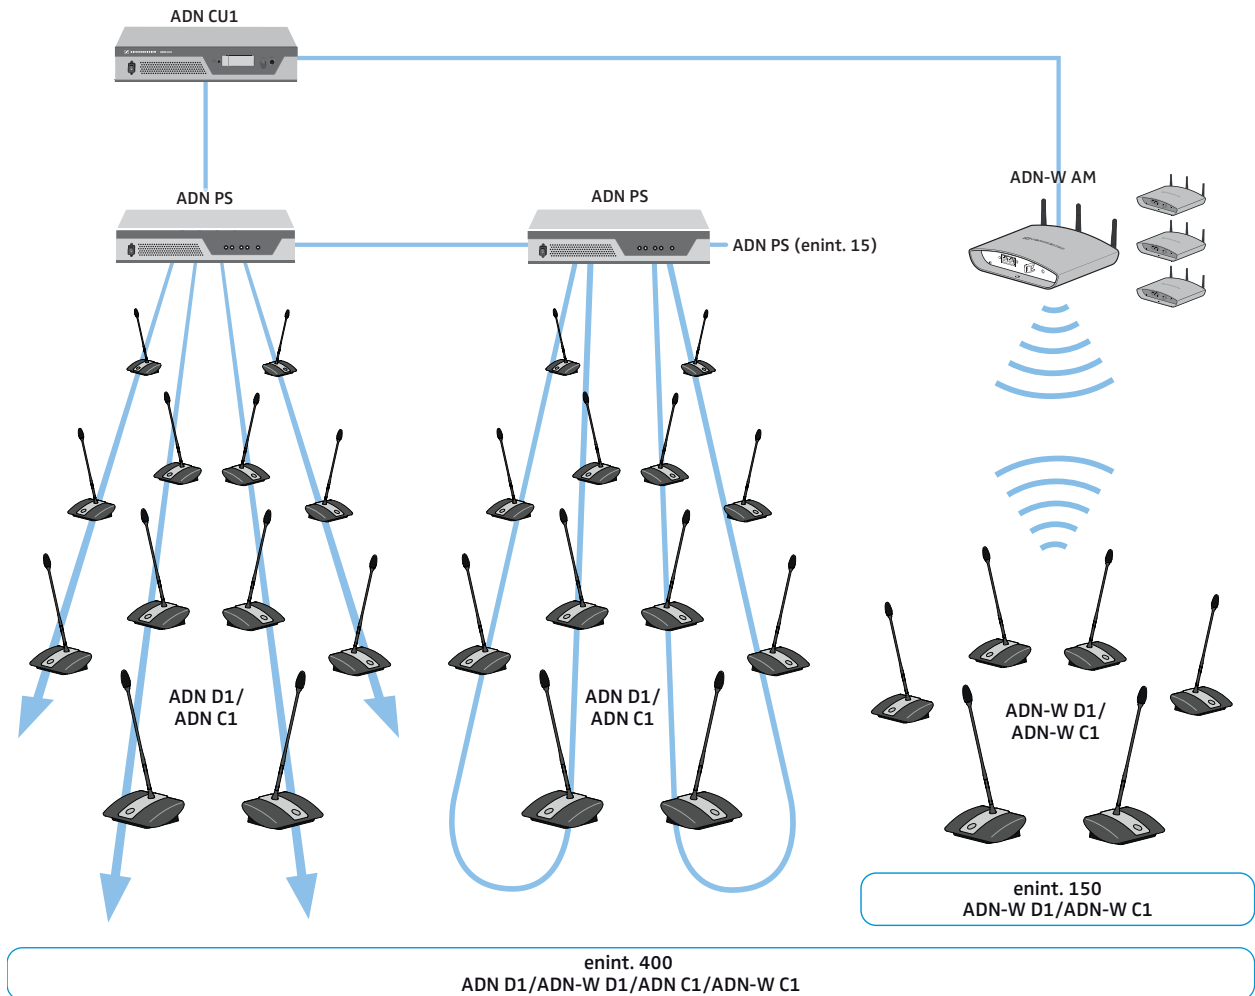 ADN CU1
ADN PS
ADN PS
ADN PS (enint. 15)
ADN-W AM
ADN D1/
ADN C1
ADN D1/
ADN C1
ADN-W D1/
ADN-W C1
enint. 150
ADN-W D1/ADN-W C1
enint. 400
ADN D1/ADN-W D1/ADN C1/ADN-W C1